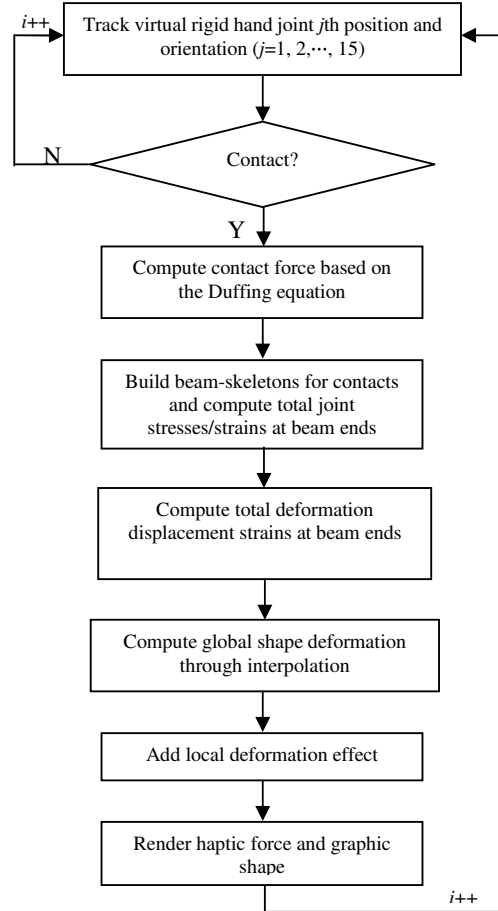 i++
Track virtual rigid hand joint jth position and
orientation (j=1, 2,···, 15)
Contact?
N
Y
Compute contact force based on
the Duffing equation
Build beam-skeletons for contacts
and compute total joint
stresses/strains at beam ends
Compute total deformation
displacement strains at beam ends
Compute global shape deformation
through interpolation
Add local deformation effect
Render haptic force and graphic
shape
i++